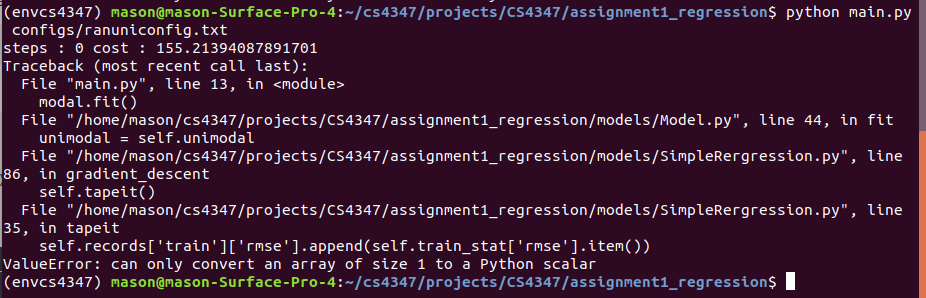 (envcs4347) mason@mason-Surface-Pro-4:~/cs4347/projects/CS4347/assignment1_regression$ python main.py
 configs/ranuniconfig.txt
steps : 0 cost : 155.21394087891701
Traceback (most recent call last):
  File "main.py", line 13, in <module>
    modal.fit()
  File "/home/mason/cs4347/projects/CS4347/assignment1_regression/models/Model.py", line 44, in fit
    unimodal = self.unimodal
  File "/home/mason/cs4347/projects/CS4347/assignment1_regression/models/SimpleRergression.py", line
86, in gradient_descent
    self.tapeit()
  File "/home/mason/cs4347/projects/CS4347/assignment1_regression/models/SimpleRergression.py", line
35, in tapeit
    self.records['train']['rmse'].append(self.train_stat['rmse'].item())
ValueError: can only convert an array of size 1 to a Python scalar
(envcs4347) mason@mason-Surface-Pro-4:~/cs4347/projects/CS4347/assignment1_regression$